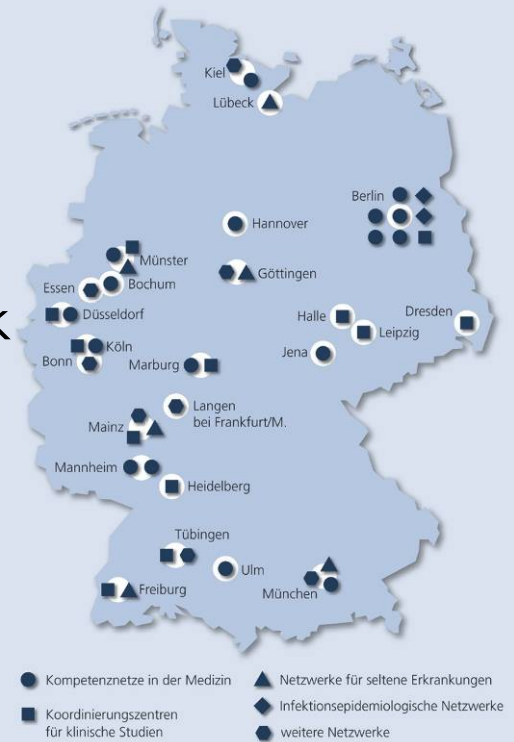 Kiel
Lübeck
Berlin
Hannover
Münster
Göttingen
Essen
Bochum
Düsseldorf
K
Halle
Dresden
Leipzig
Köln
Bonn
Marburg
Jena
Langen
bei Frankfurt/M.
Mainz
Mannheim
Heidelberg
Tübingen
Ulm
München
Freiburg
Kompetenznetze in der Medizin
Koordinierungszentren
für klinische Studien
Netzwerke für seltene Erkrankungen
Infektionsepidemiologische Netzwerke
weitere Netzwerke